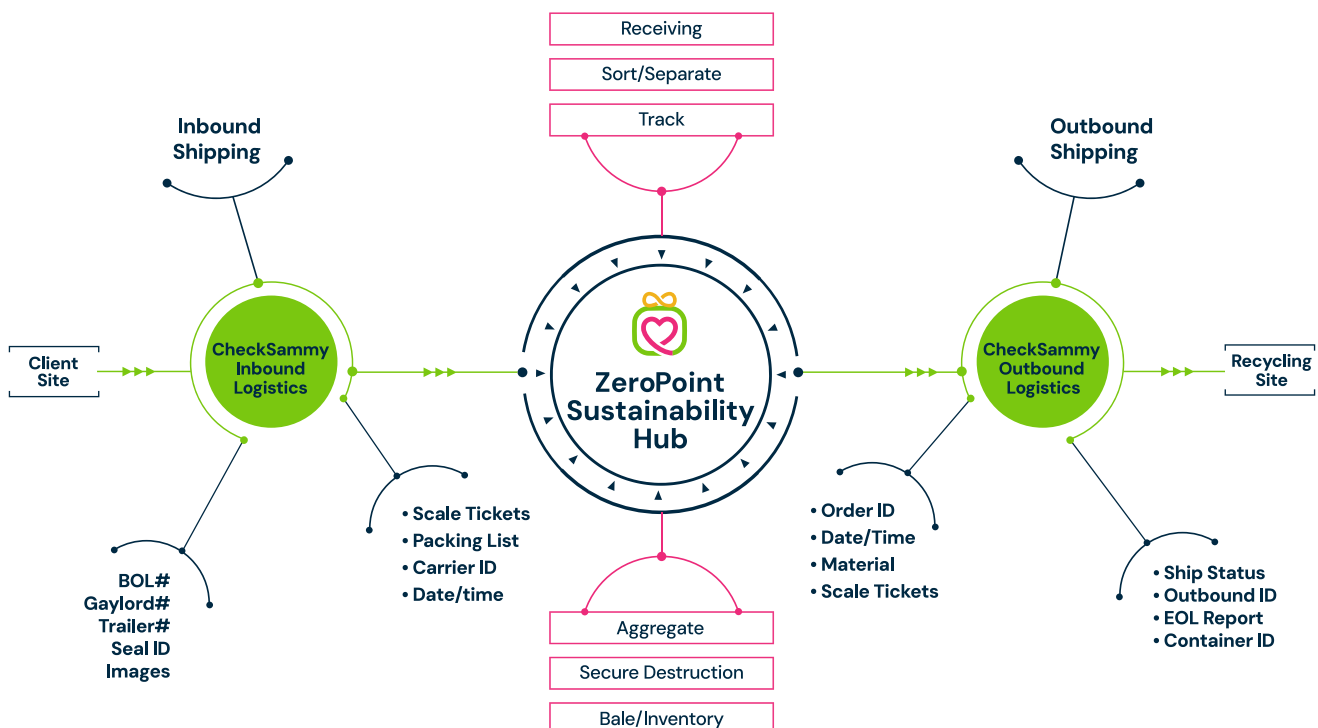 Receiving
Sort/Separate
Track
Inbound
Shipping
Outbound
Shipping
Client
Site
CheckSammy
Inbound
Logistics
ZeroPoint
Sustainability
Hub
CheckSammy
Outbound
Logistics
Recycling
Site
BOL#
Gaylord#
Trailer#
Seal ID
Images
• Scale Tickets
• Packing List
• Carrier ID
• Date/time
• Order ID
• Date/Time
• Material
• Scale Tickets
• Ship Status
• Outbound ID
• EOL Report
• Container ID
Aggregate
Secure Destruction
Bale/Inventory